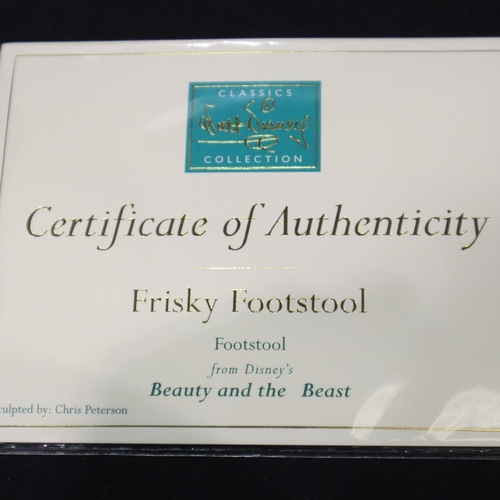 CLASSICS
Walt Disney
COLLECTION
Certificate of Authenticity
Frisky Footstool
Footstool
from Disney's
Beauty and the Beast
culpted by: Chris Peterson